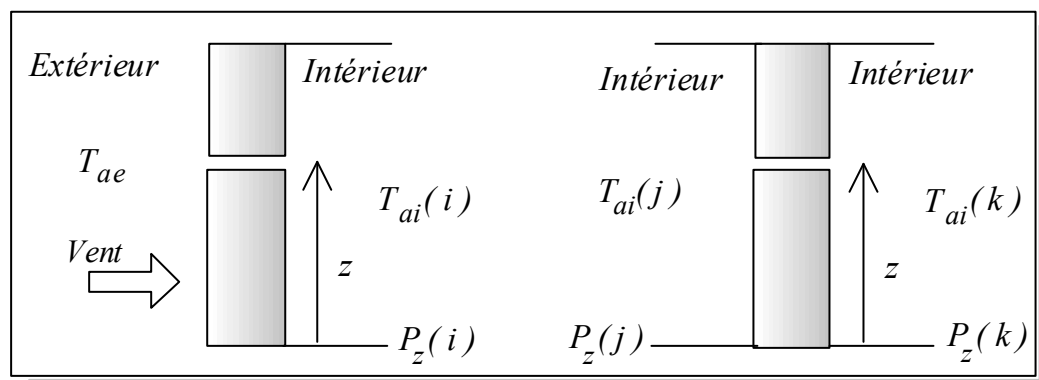 Extérieur
Intérieur
T_ae
T_ai(i)
Vent
z
P_z(i)
Intérieur
Intérieur
T_ai(j)
T_ai(k)
z
P_z(j)
P_z(k)